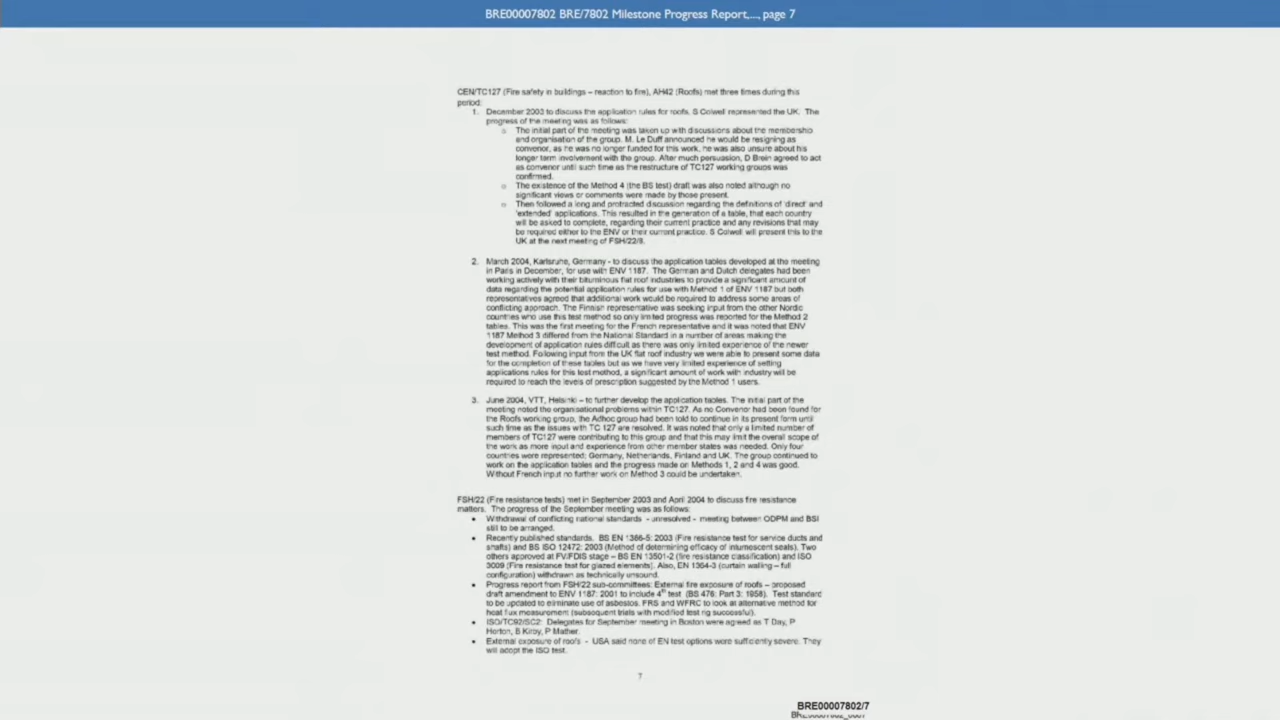 BRE00007802 BRE/7802 Milestone Progress Report,..., page 7
CEN/TC127 (Fire safety in buildings – reaction to fire), AH42 (Roofs) met three times during this
period:
1. December 2003 to discuss the application rules for roofs. S Colwell represented the UK. The
progress of the meeting was as follows:
o The initial part of the meeting was taken up with discussions about the membership
and organisation of the group. M. Le Duff announced he would be resigning as
convenor, as he was no longer funded for this work, he was also unsure about his
longer term involvement with the group. After much persuasion, D Brein agreed to act
as convenor until such time as the restructure of TC127 working groups was
confirmed.
o The existence of the Method 4 (the BS test) draft was also noted although no
significant views or comments were made by those present.
o Then followed a long and protracted discussion regarding the definitions of 'direct' and
'extended' applications. This resulted in the generation of a table, that each country
will be asked to complete, regarding their current practice and any revisions that may
be required either to the ENV or their current practice. S Colwell will present this to the
UK at the next meeting of FSH/22/8.
2. March 2004, Karlsruhe, Germany - to discuss the application tables developed at the meeting
in Paris in December, for use with ENV 1187. The German and Dutch delegates had been
working actively with their bituminous flat roof industries to provide a significant amount of
data regarding the potential application rules for use with Method 1 of ENV 1187 but both
representatives agreed that additional work would be required to address some areas of
conflicting approach. The Finnish representative was seeking input from the other Nordic
countries who use this test method so only limited progress was reported for the Method 2
tables. This was the first meeting for the French representative and it was noted that ENV
1187 Method 3 differed from the National Standard in a number of areas making the
development of application rules difficult as there was only limited experience of the newer
test method. Following input from the UK flat roof industry we were able to present some data
for the completion of these tables but as we have very limited experience of setting
applications rules for this test method, a significant amount of work with industry will be
required to reach the levels of prescription suggested by the Method 1 users.
3. June 2004, VTT, Helsinki – to further develop the application tables. The initial part of the
meeting noted the organisational problems within TC127. As no Convenor had been found for
the Roofs working group, the Adhoc group had been told to continue in its present form until
such time as the issues with TC 127 are resolved. It was noted that only a limited number of
members of TC127 were contributing to this group and that this may limit the overall scope of
the work as more input and experience from other member states was needed. Only four
countries were represented; Germany, Netherlands, Finland and UK. The group continued to
work on the application tables and the progress made on Methods 1, 2 and 4 was good.
Without French input no further work on Method 3 could be undertaken.
FSH/22 (Fire resistance tests) met in September 2003 and April 2004 to discuss fire resistance
matters. The progress of the September meeting was as follows:
• Withdrawal of conflicting national standards - unresolved - meeting between ODPM and BSI
still to be arranged.
• Recently published standards. BS EN 1366-5: 2003 (Fire resistance test for service ducts and
shafts) and BS ISO 12472: 2003 (Method of determining efficacy of intumescent seals). Two
others approved at FV/FDIS stage – BS EN 13501-2 (fire resistance classification) and ISO
3009 (Fire resistance test for glazed elements). Also, EN 1364-3 (curtain walling – full
configuration) withdrawn as technically unsound.
• Progress report from FSH/22 sub-committees: External fire exposure of roofs – proposed
draft amendment to ENV 1187: 2001 to include 4th test (BS 476: Part 3: 1958). Test standard
to be updated to eliminate use of asbestos. FRS and WFRC to look at alternative method for
heat flux measurement (subsequent trials with modified test rig successful).
• ISO/TC92/SC2: Delegates for September meeting in Boston were agreed as T Day, P
Horton, B Kirby, P Mather.
• External exposure of roofs - USA said none of EN test options were sufficiently severe. They
will adopt the ISO test.
7
BRE00007802/7
BRE00007802_0007